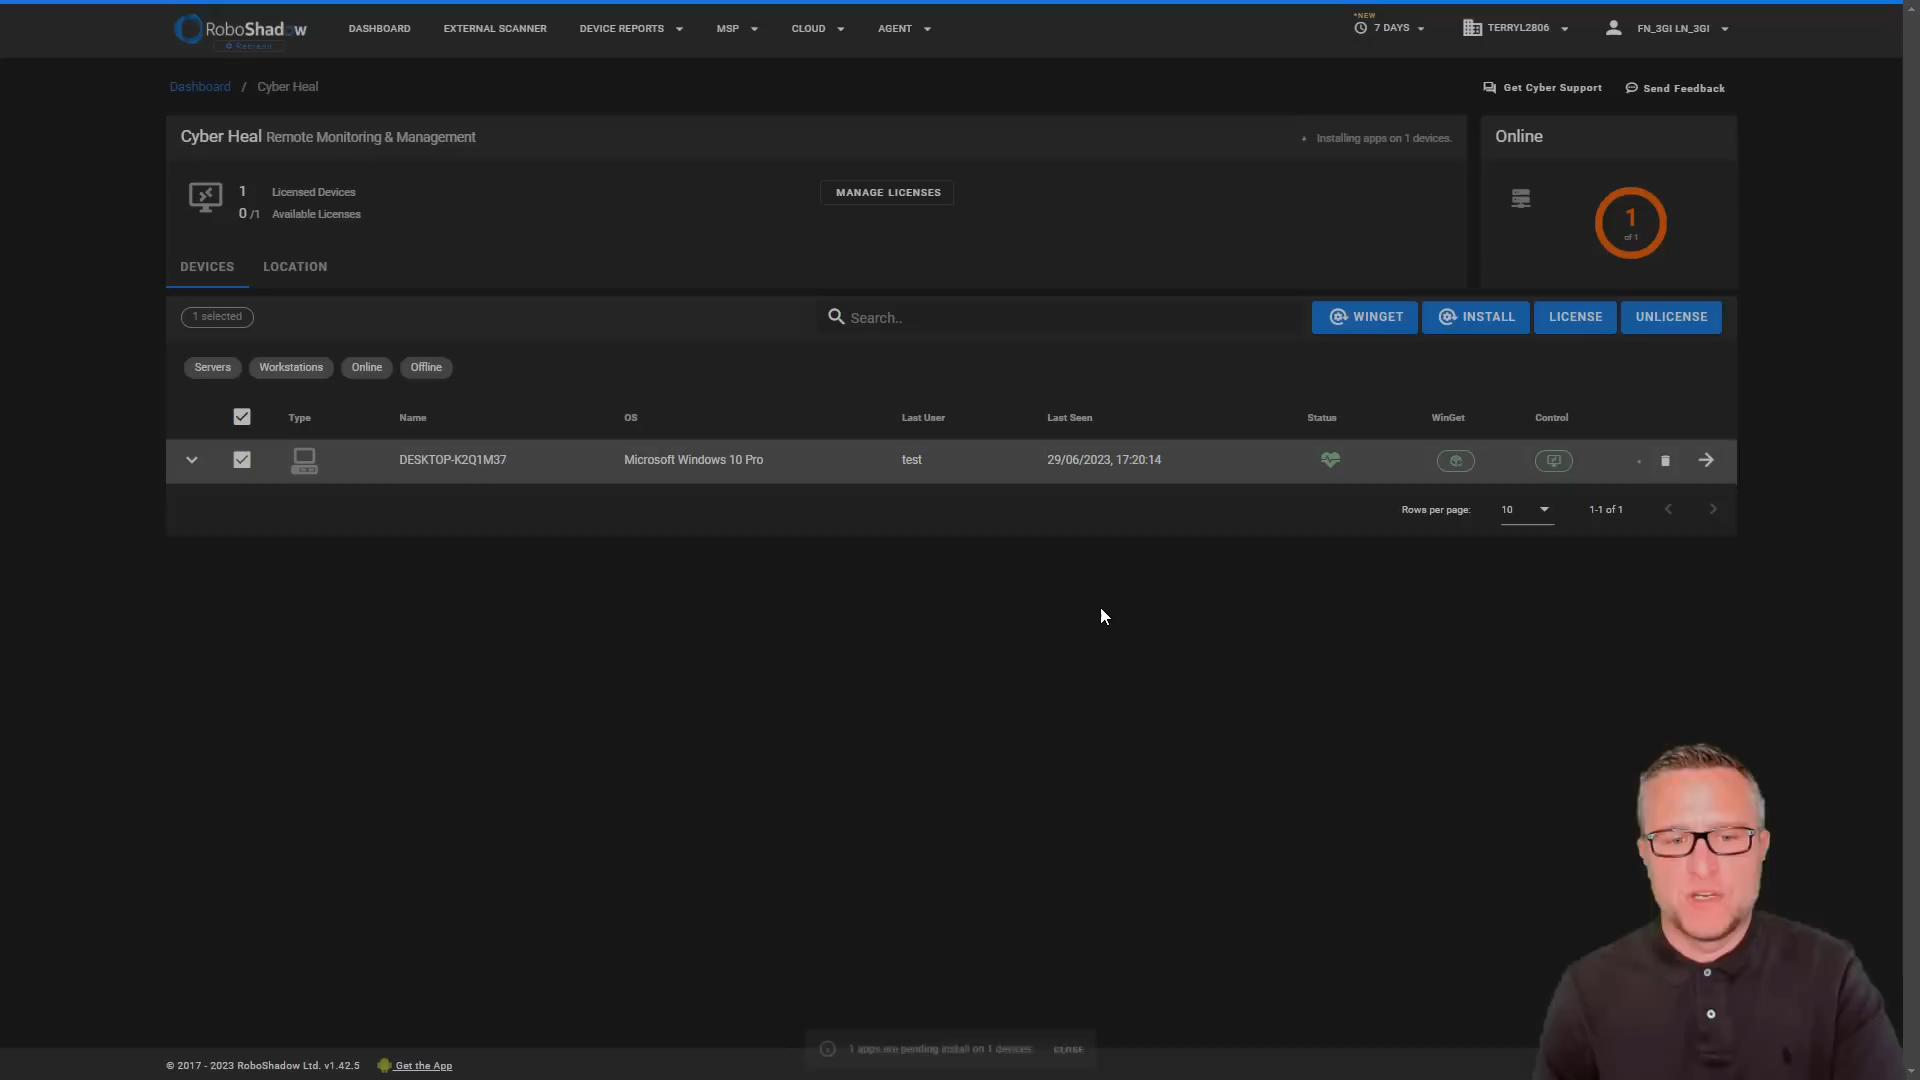 RoboShadow
DASHBOARD
EXTERNAL SCANNER
DEVICE REPORTS
MSP
CLOUD
AGENT
*NEW
7 DAYS
TERRYL2806
FN_3GI LN_3GI
Dashboard / Cyber Heal
Get Cyber Support
Send Feedback
Cyber Heal Remote Monitoring & Management
Installing apps on 1 devices.
Online
1 Licensed Devices
0 /1 Available Licenses
MANAGE LICENSES
1
of 1
DEVICES
LOCATION
1 selected
Search..
WINGET
INSTALL
LICENSE
UNLICENSE
Servers
Workstations
Online
Offline
Type
Name
OS
Last User
Last Seen
Status
WinGet
Control
DESKTOP-K2Q1M37
Microsoft Windows 10 Pro
test
29/06/2023, 17:20:14
Rows per page:
10
1-1 of 1
1 apps are pending install on 1 devices
CLOSE
© 2017 - 2023 RoboShadow Ltd. v1.42.5
Get the App